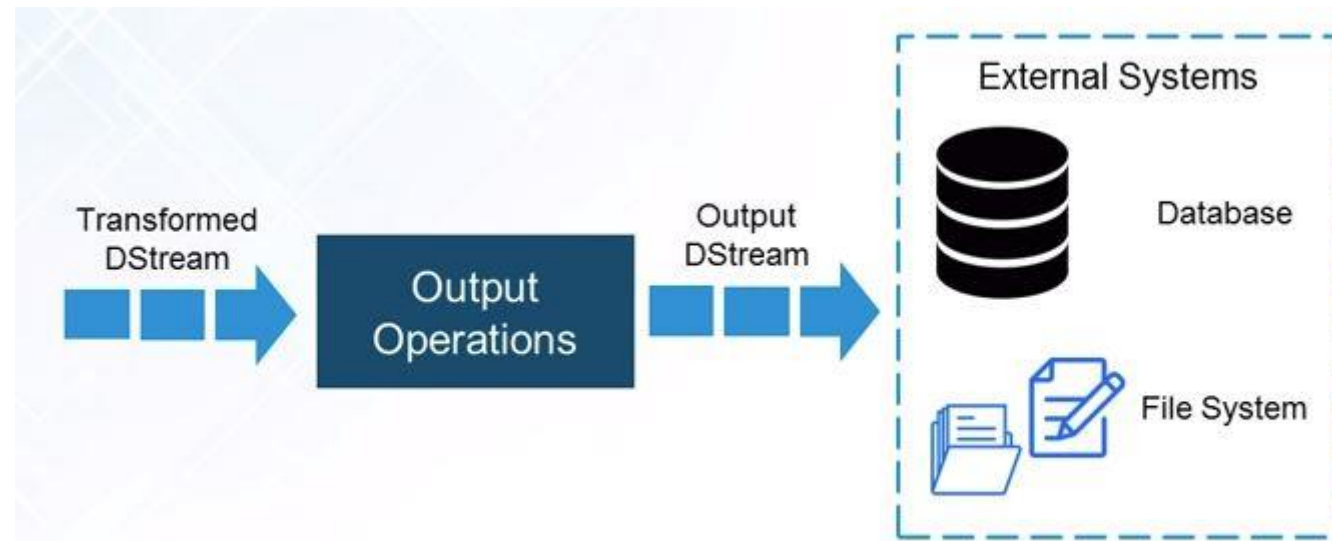 Transformed
DStream
Output
Operations
Output
DStream
External Systems
Database
File System